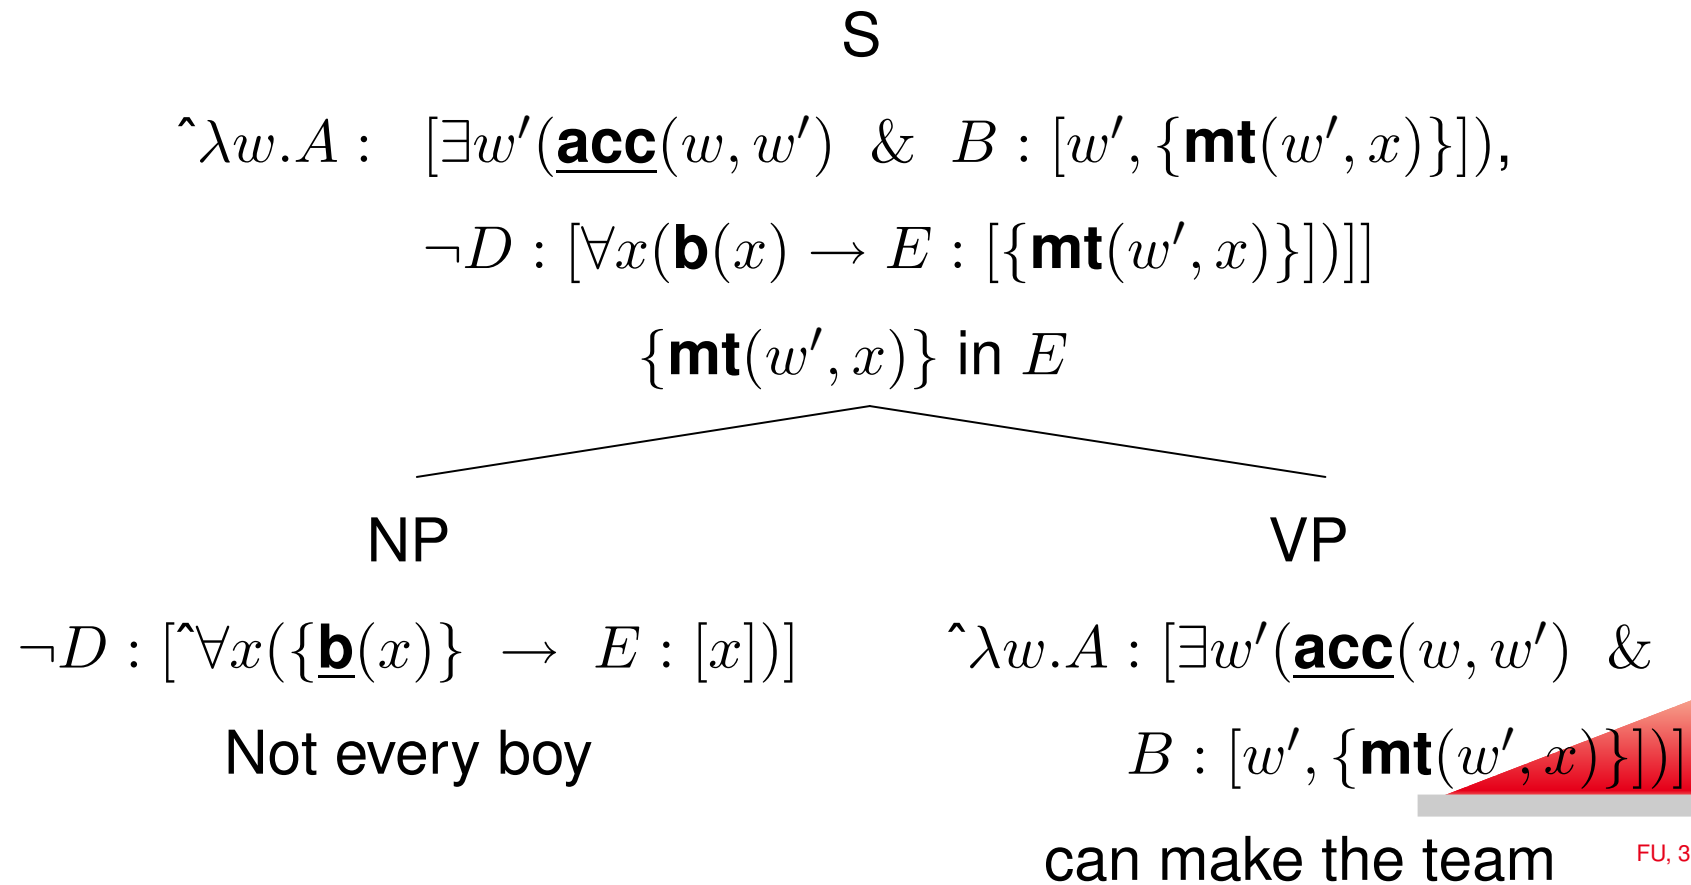 S
ˆλw.A : [∃w′(acc(w, w′) & B : [w′, {mt(w′, x)}]),
¬D : [∀x(b(x) → E : [{mt(w′, x)}])]]
{mt(w′, x)} in E
NP VP
¬D : [ˆ∀x({b(x)} → E : [x])] ˆλw.A : [∃w′(acc(w, w′) &
Not every boy B : [w′, {mt(w′, x)}])]
can make the team
FU, 3